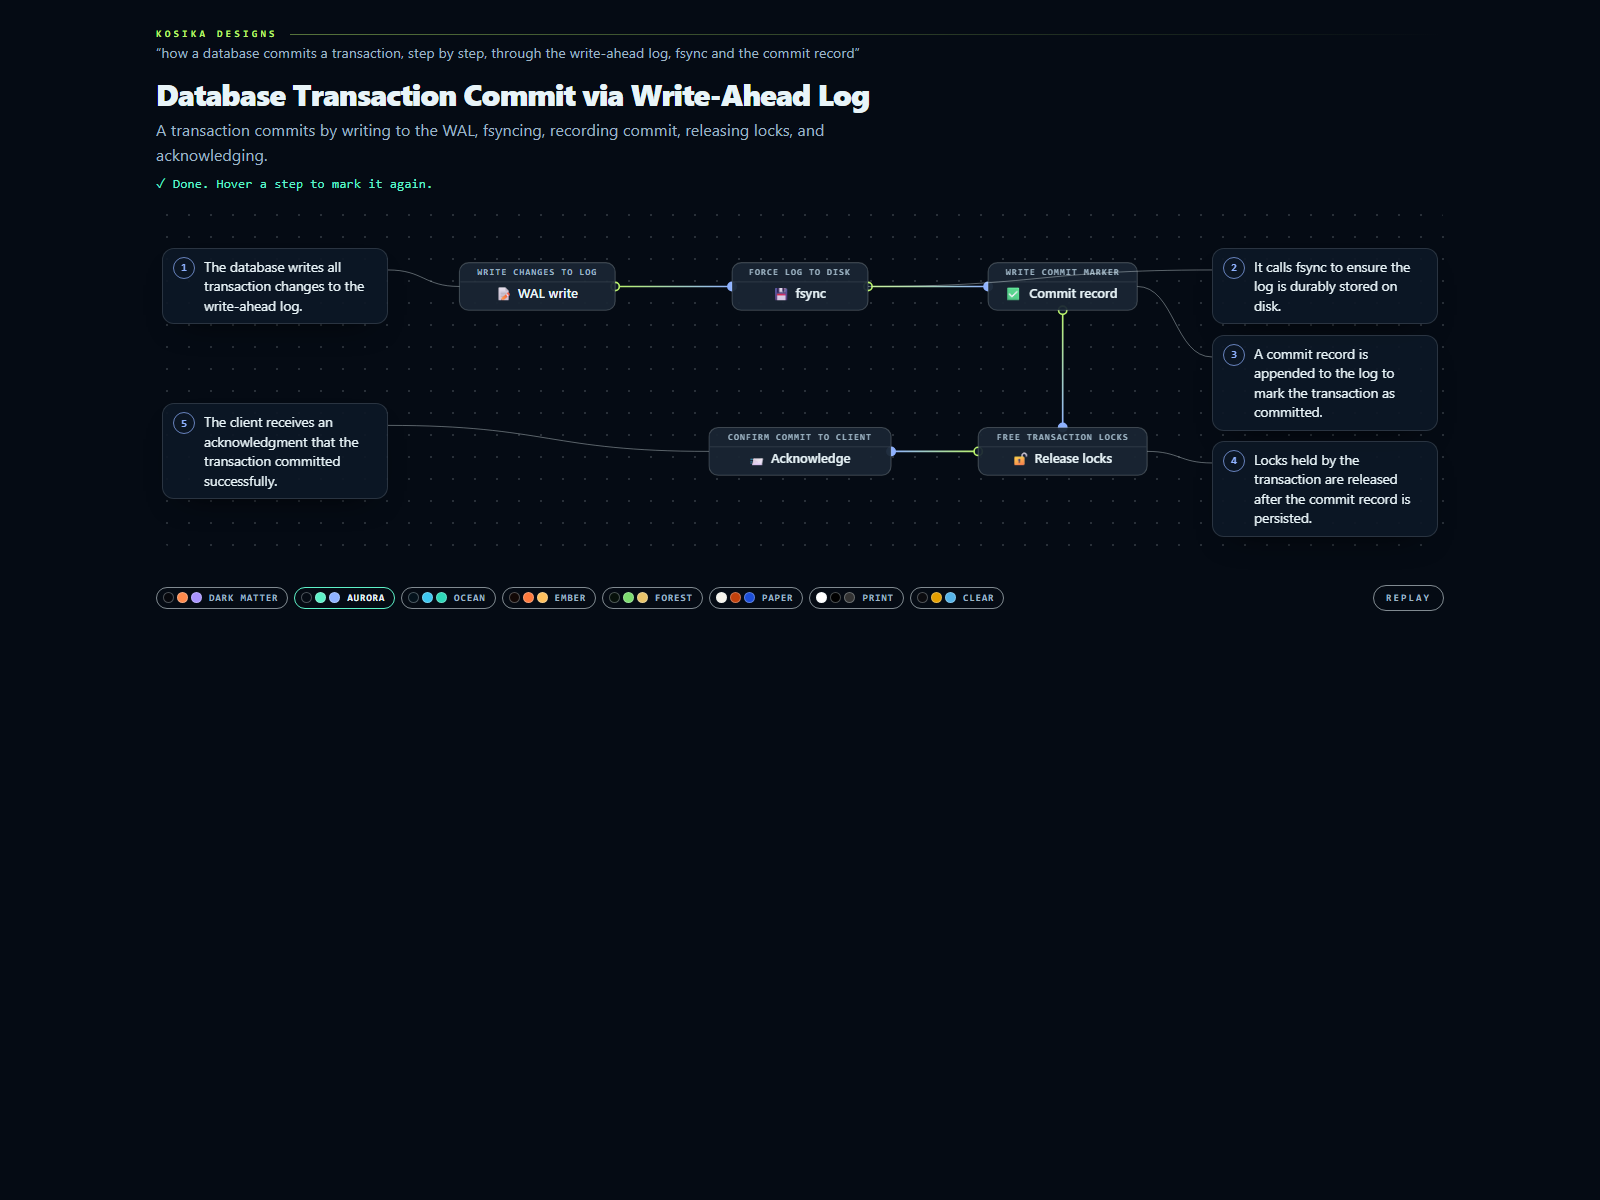 KOSIKA DESIGNS
“how a database commits a transaction, step by step, through the write-ahead log, fsync and the commit record”
Database Transaction Commit via Write-Ahead Log
A transaction commits by writing to the WAL, fsyncing, recording commit, releasing locks, and
acknowledging.
✓ Done. Hover a step to mark it again.
1
The database writes all
transaction changes to the
write-ahead log.
WRITE CHANGES TO LOG
WAL write
FORCE LOG TO DISK
fsync
WRITE COMMIT MARKER
Commit record
2
It calls fsync to ensure the
log is durably stored on
disk.
3
A commit record is
appended to the log to
mark the transaction as
committed.
5
The client receives an
acknowledgment that the
transaction committed
successfully.
CONFIRM COMMIT TO CLIENT
Acknowledge
FREE TRANSACTION LOCKS
Release locks
4
Locks held by the
transaction are released
after the commit record is
persisted.
DARK MATTER
AURORA
OCEAN
EMBER
FOREST
PAPER
PRINT
CLEAR
REPLAY